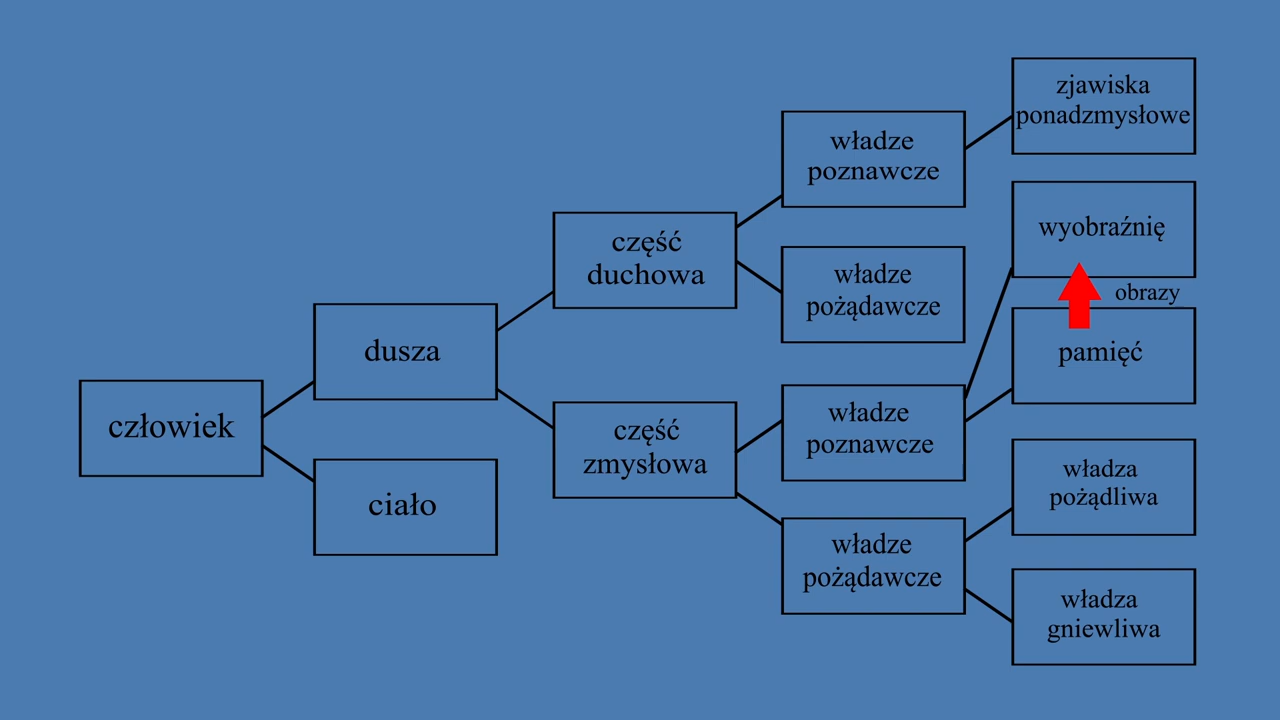 człowiek
dusza
ciało
część
duchowa
część
zmysłowa
władze
poznawcze
władze
pożądawcze
władze
poznawcze
władze
pożądawcze
zjawiska
ponadzmysłowe
wyobraźnię
obrazy
pamięć
władza
pożądliwa
władza
gniewliwa